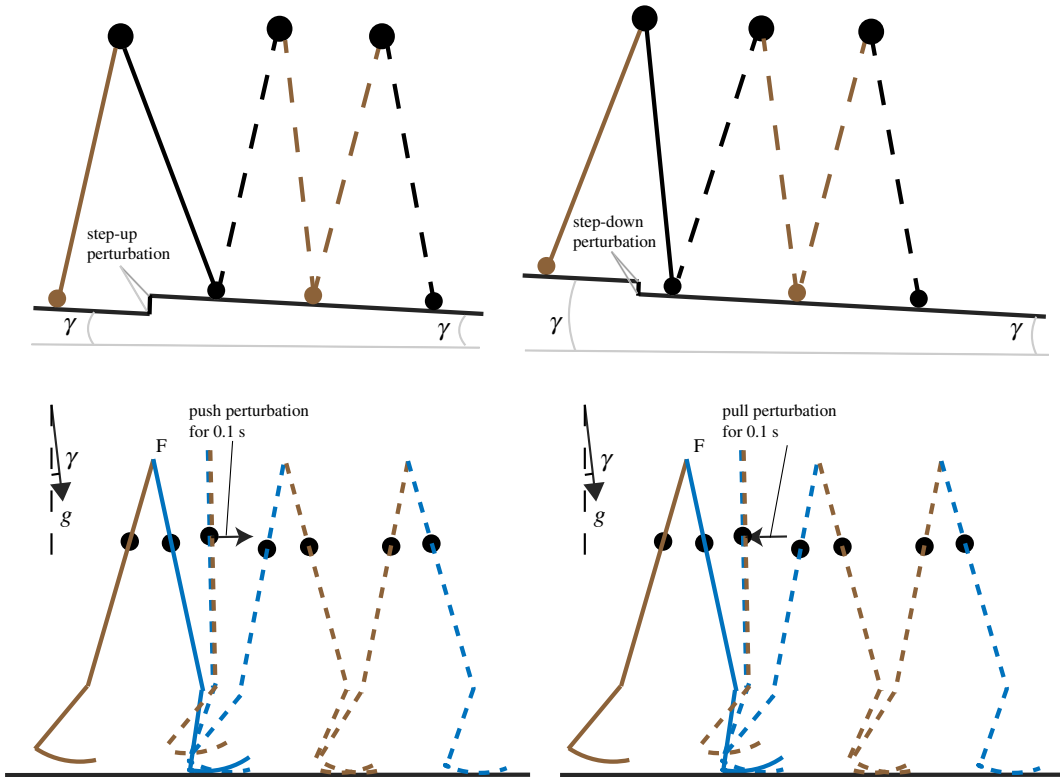 step-up
perturbation
γ
γ
step-down
perturbation
γ
γ
push perturbation
for 0.1 s
F
γ
g
pull perturbation
for 0.1 s
F
γ
g